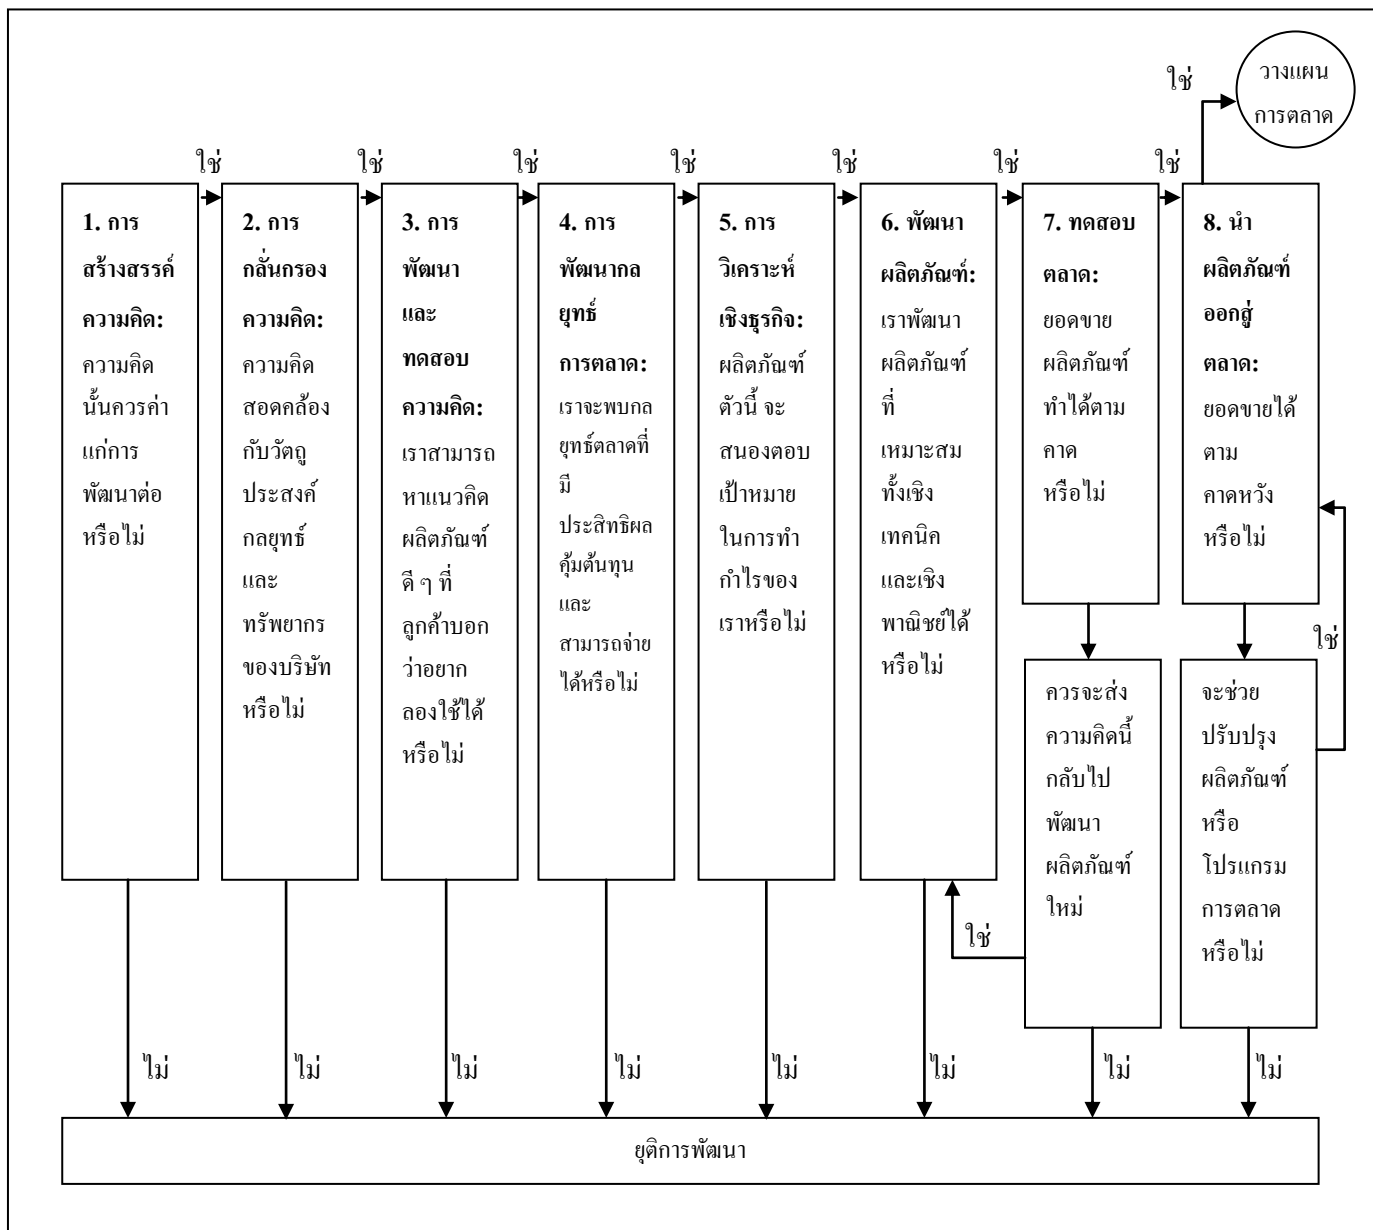 วางแผน
การตลาด
ใช่
ใช่
ใช่
ใช่
ใช่
ใช่
ใช่
ใช่
1. การ
สร้างสรรค์
ความคิด:
ความคิด
นั้นควรค่า
แก่การ
พัฒนาต่อ
หรือไม่
2. การ
กลั่นกรอง
ความคิด:
ความคิด
สอดคล้อง
กับวัตถุ
ประสงค์
กลยุทธ์
และ
ทรัพยากร
ของบริษัท
หรือไม่
3. การ
พัฒนา
และ
ทดสอบ
ความคิด:
เราสามารถ
หาแนวคิด
ผลิตภัณฑ์
ดี ๆ ที่
ลูกค้าบอก
ว่าอยาก
ลองใช้ได้
หรือไม่
4. การ
พัฒนากล
ยุทธ์
การตลาด:
เราจะพบกล
ยุทธ์ตลาดที่
มี
ประสิทธิผล
คุ้มต้นทุน
และ
สามารถจ่าย
ได้หรือไม่
5. การ
วิเคราะห์
เชิงธุรกิจ:
ผลิตภัณฑ์
ตัวนี้ จะ
สนองตอบ
เป้าหมาย
ในการทำ
กำไรของ
เราหรือไม่
6. พัฒนา
ผลิตภัณฑ์:
เราพัฒนา
ผลิตภัณฑ์
ที่
เหมาะสม
ทั้งเชิง
เทคนิค
และเชิง
พาณิชย์ได้
หรือไม่
7. ทดสอบ
ตลาด:
ยอดขาย
ผลิตภัณฑ์
ทำได้ตาม
คาด
หรือไม่
8. นำ
ผลิตภัณฑ์
ออกสู่
ตลาด:
ยอดขายได้
ตาม
คาดหวัง
หรือไม่
ควรจะส่ง
ความคิดนี้
กลับไป
พัฒนา
ผลิตภัณฑ์
ใหม่
จะช่วย
ปรับปรุง
ผลิตภัณฑ์
หรือ
โปรแกรม
การตลาด
หรือไม่
ใช่
ใช่
ไม่
ไม่
ไม่
ไม่
ไม่
ไม่
ไม่
ไม่
ยุติการพัฒนา